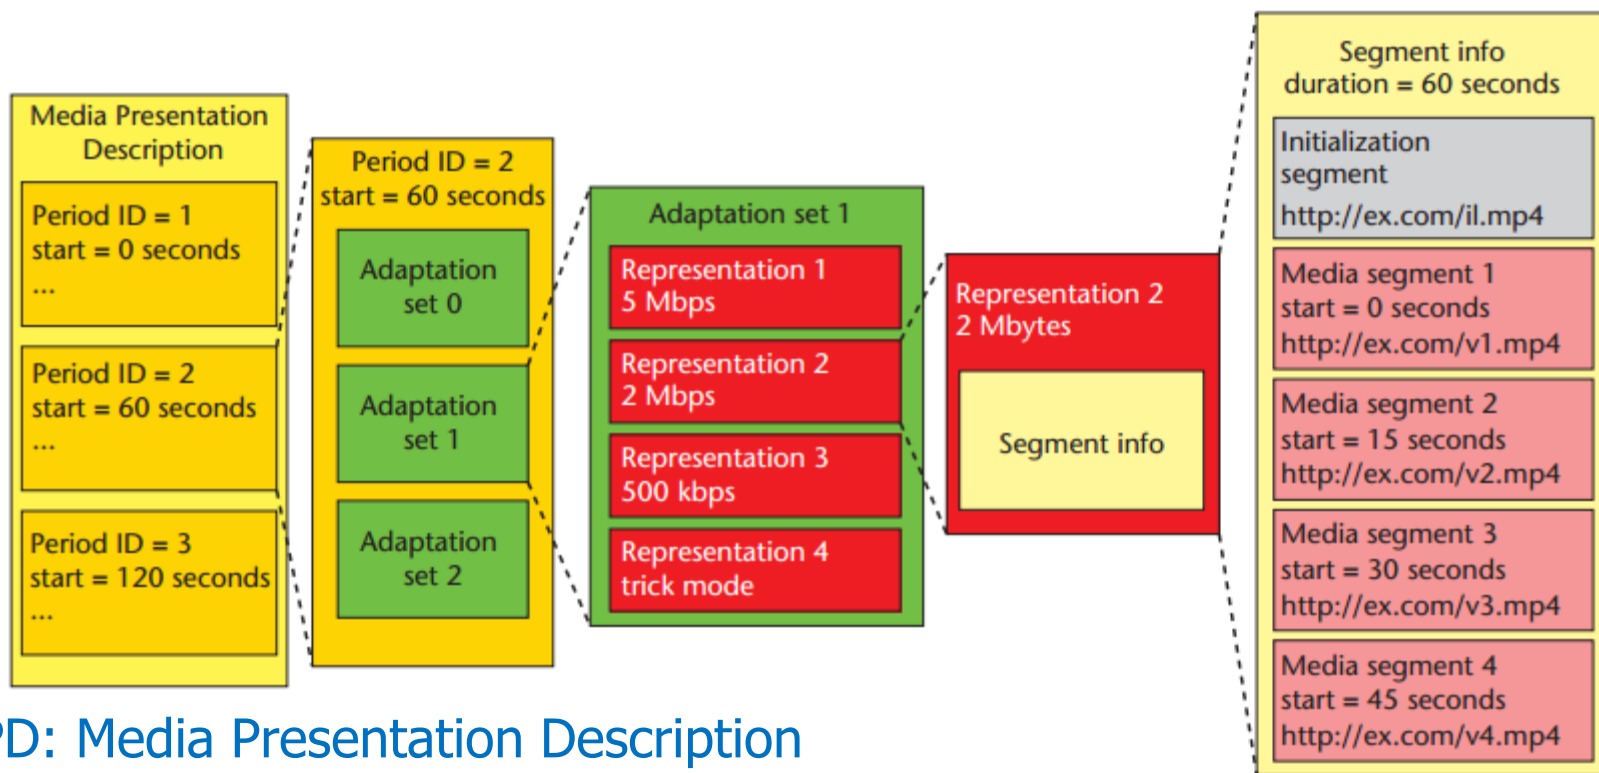 Media Presentation
Description
Period ID = 1
start = 0 seconds
...
Period ID = 2
start = 60 seconds
...
Period ID = 3
start = 120 seconds
...
Period ID = 2
start = 60 seconds
Adaptation
set 0
Adaptation
set 1
Adaptation
set 2
Adaptation set 1
Representation 1
5 Mbps
Representation 2
2 Mbps
Representation 3
500 kbps
Representation 4
trick mode
Representation 2
2 Mbytes
Segment info
Segment info
duration = 60 seconds
Initialization
segment
http://ex.com/il.mp4
Media segment 1
start = 0 seconds
http://ex.com/v1.mp4
Media segment 2
start = 15 seconds
http://ex.com/v2.mp4
Media segment 3
start = 30 seconds
http://ex.com/v3.mp4
Media segment 4
start = 45 seconds
http://ex.com/v4.mp4
PD: Media Presentation Description